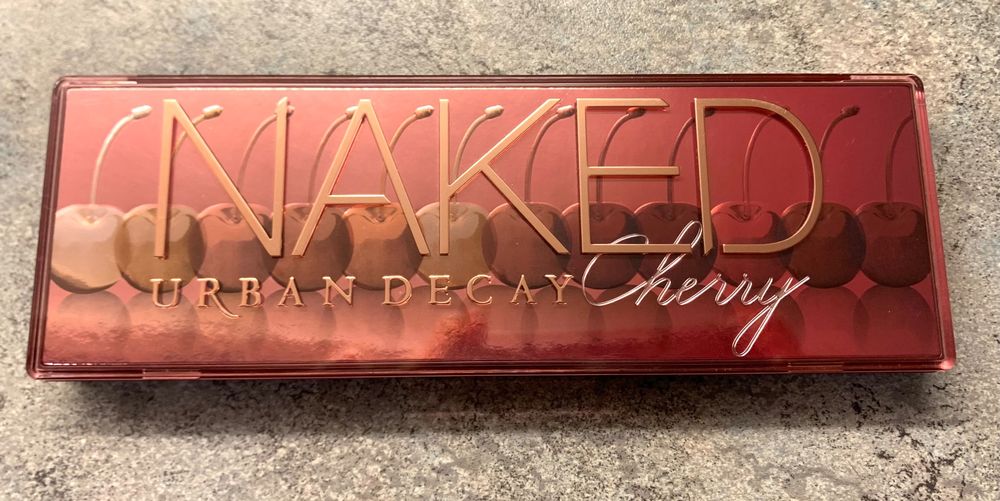 NAKED
URBAN DECAY Cherry